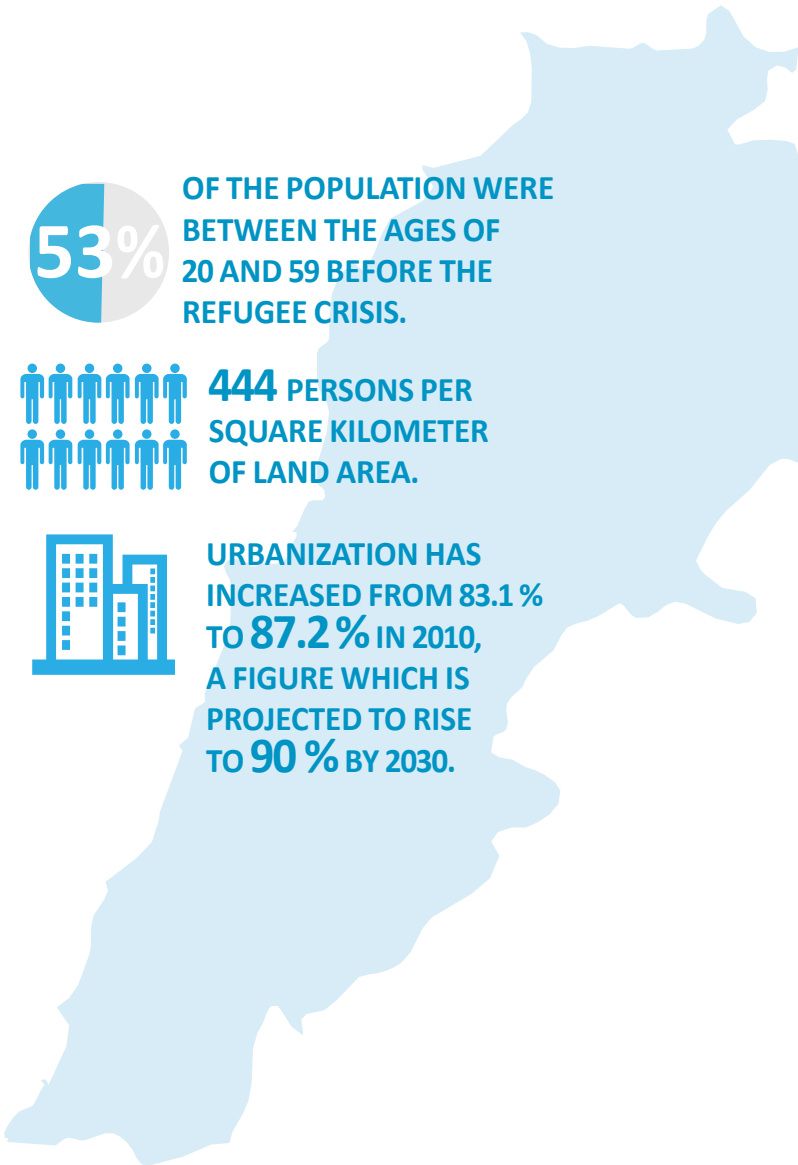 53%
OF THE POPULATION WERE
BETWEEN THE AGES OF
20 AND 59 BEFORE THE
REFUGEE CRISIS.
444 PERSONS PER
SQUARE KILOMETER
OF LAND AREA.
URBANIZATION HAS
INCREASED FROM 83.1 %
TO 87.2 % IN 2010,
A FIGURE WHICH IS
PROJECTED TO RISE
TO 90 % BY 2030.